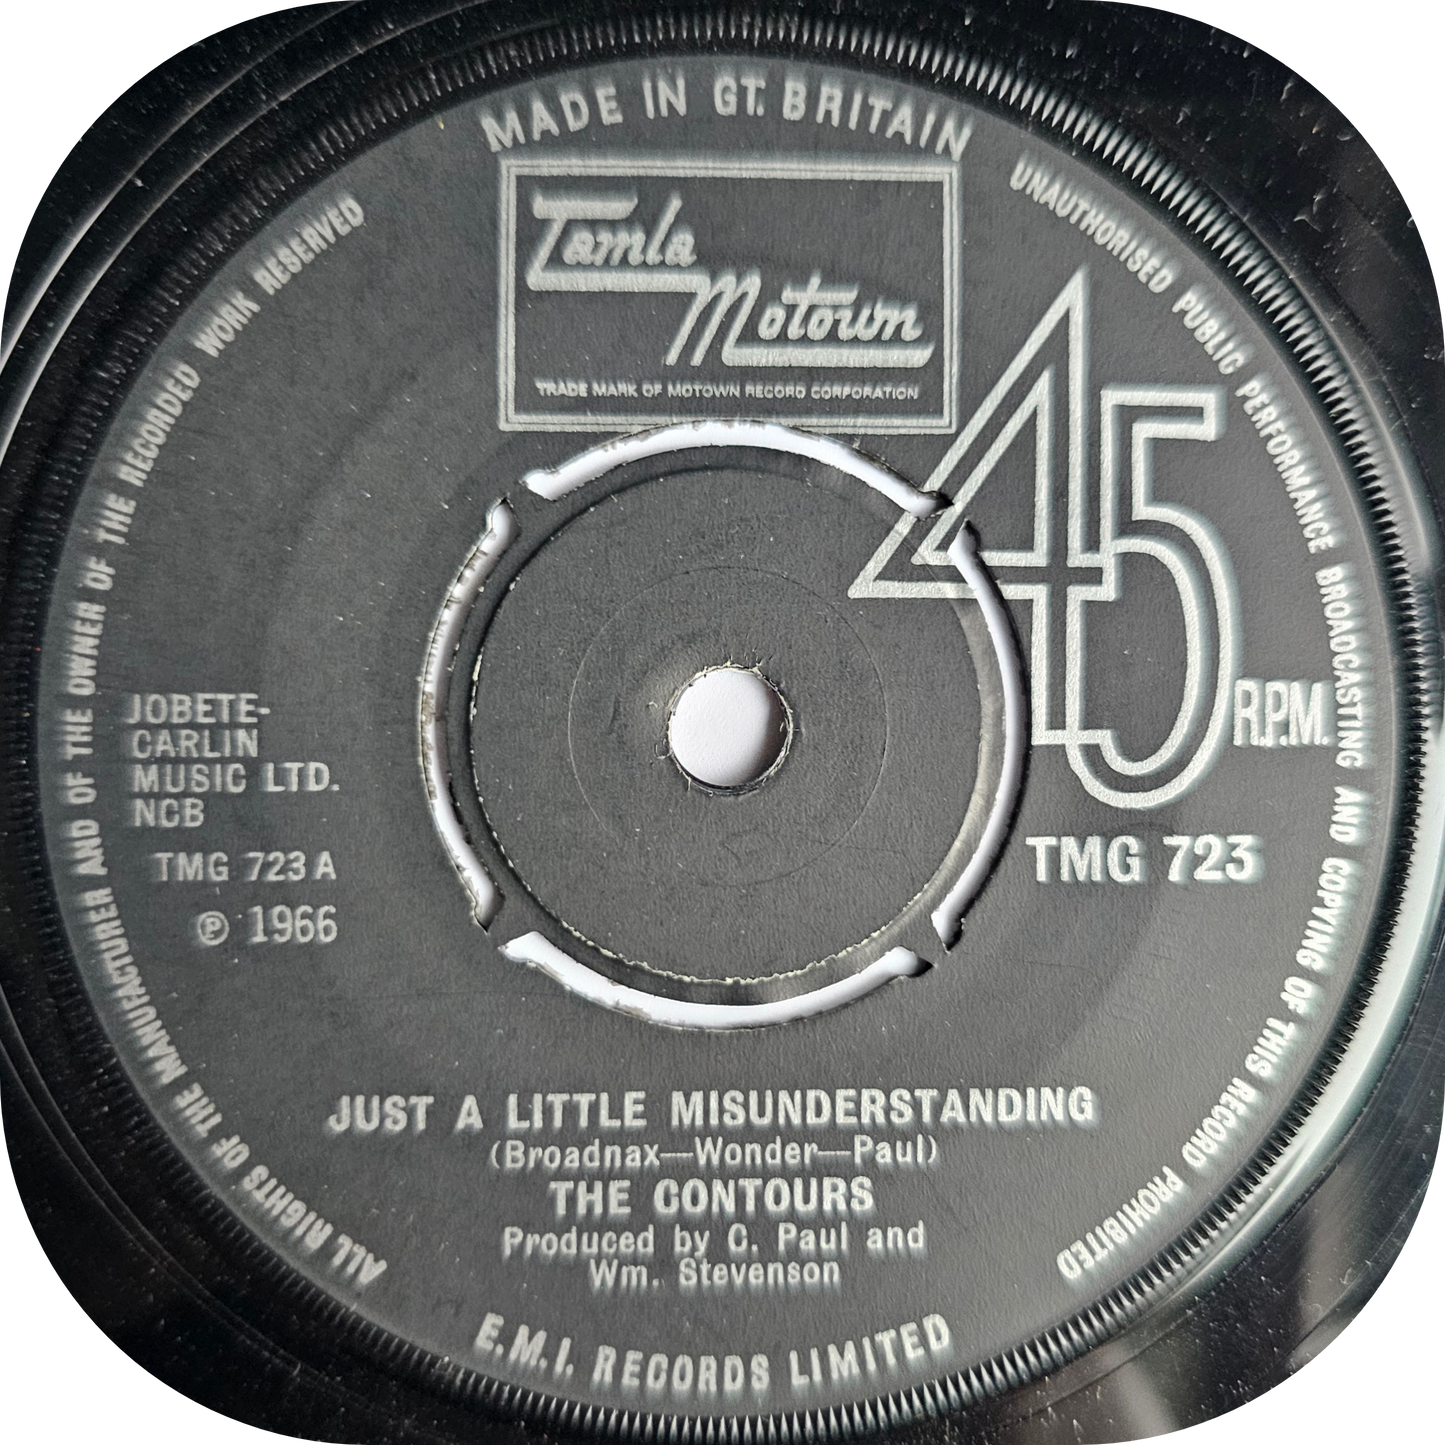 MADE IN GT. BRITAIN
Tamla
Motown
TRADE MARK OF MOTOWN RECORD CORPORATION
UNAUTHORISED PUBLIC PERFORMANCE BROADCASTING AND COPYING OF THIS RECORD PROHIBITED
ALL RIGHTS OF THE MANUFACTURER AND OF THE OWNER OF THE RECORDED WORK RESERVED
45
R.P.M.
TMG 723
JOBETE-
CARLIN
MUSIC LTD.
NCB
TMG 723 A
℗ 1966
JUST A LITTLE MISUNDERSTANDING
(Broadnax—Wonder—Paul)
THE CONTOURS
Produced by C. Paul and
Wm. Stevenson
E.M.I. RECORDS LIMITED